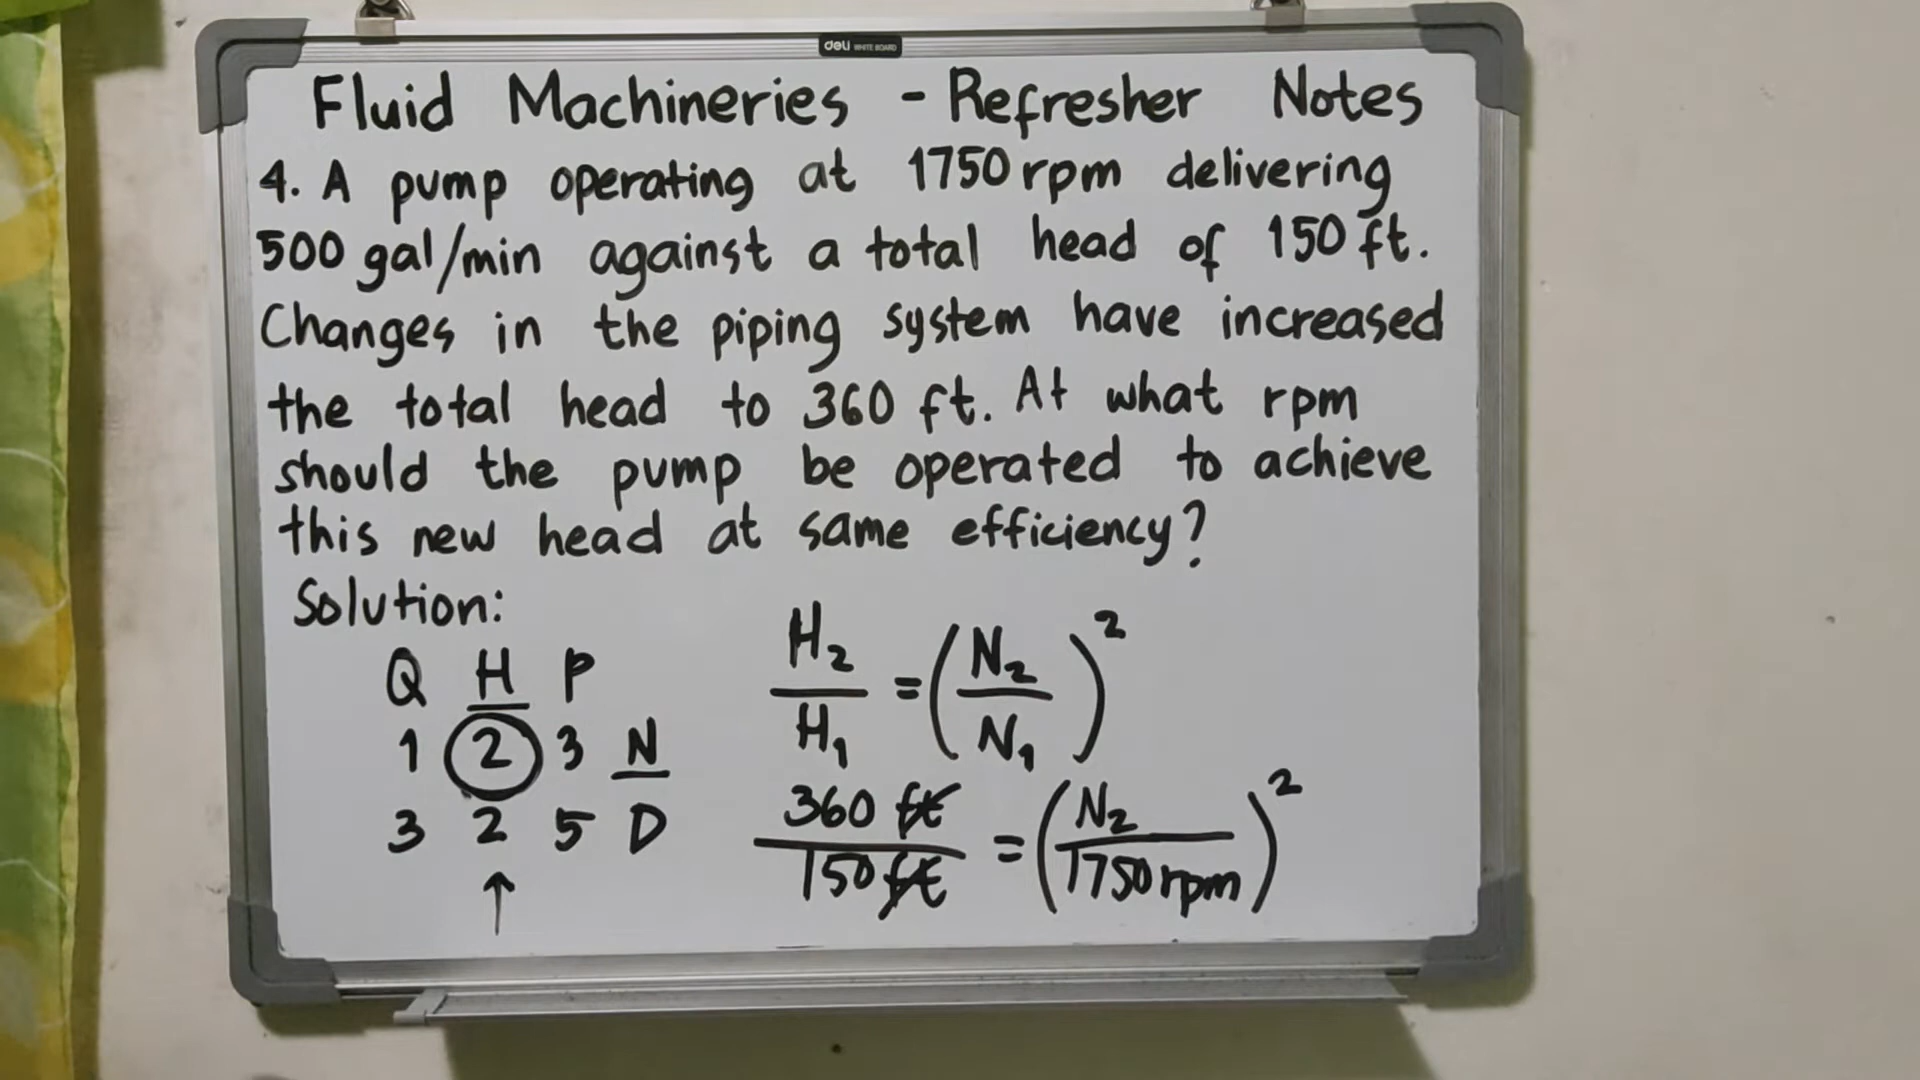 deli WHITE BOARD
Fluid Machineries - Refresher Notes
4. A pump operating at 1750 rpm delivering
500 gal/min against a total head of 150 ft.
Changes in the piping system have increased
the total head to 360 ft. At what rpm
should the pump be operated to achieve
this new head at same efficiency?
Solution:
Q H P
1 2 3 N
3 2 5 D
↑
H₂/H₁ = (N₂/N₁)²
360 ft/150 ft = (N₂/1750 rpm)²